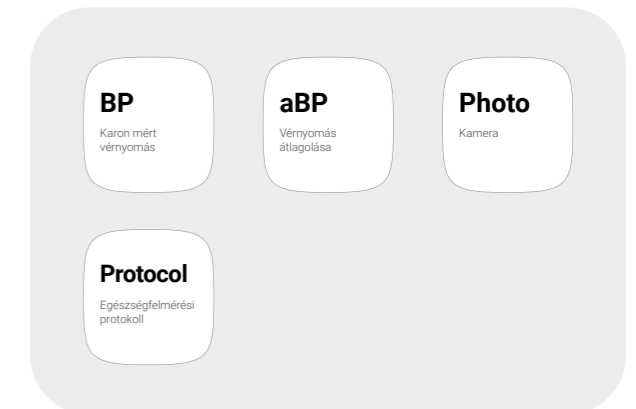 BP
Karon mért
vérnyomás
aBP
Vérnyomás
átlagolása
Photo
Kamera
Protocol
Egészségfelmérési
protokoll